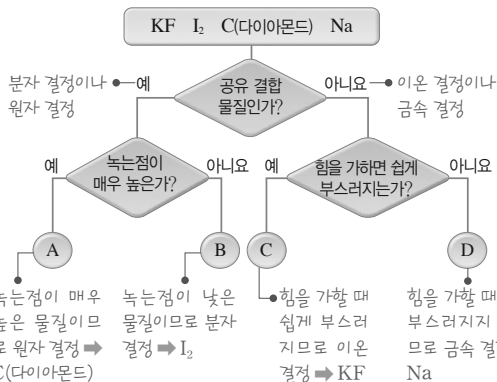 KF I₂ C(다이아몬드) Na
분자 결정이나
원자 결정
예
공유 결합
물질인가?
아니요
이온 결정이나
금속 결정
예
녹는점이
매우 높은가?
아니요
예
힘을 가하면 쉽게
부스러지는가?
아니요
A
B
C
D
녹는점이 매우
높은 물질이므
로 원자 결정 ➡
C(다이아몬드)
녹는점이 낮은
물질이므로 분자
결정 ➡ I₂
힘을 가할 때
쉽게 부스러
지므로 이온
결정 ➡ KF
힘을 가할 때
부스러지지
므로 금속
Na